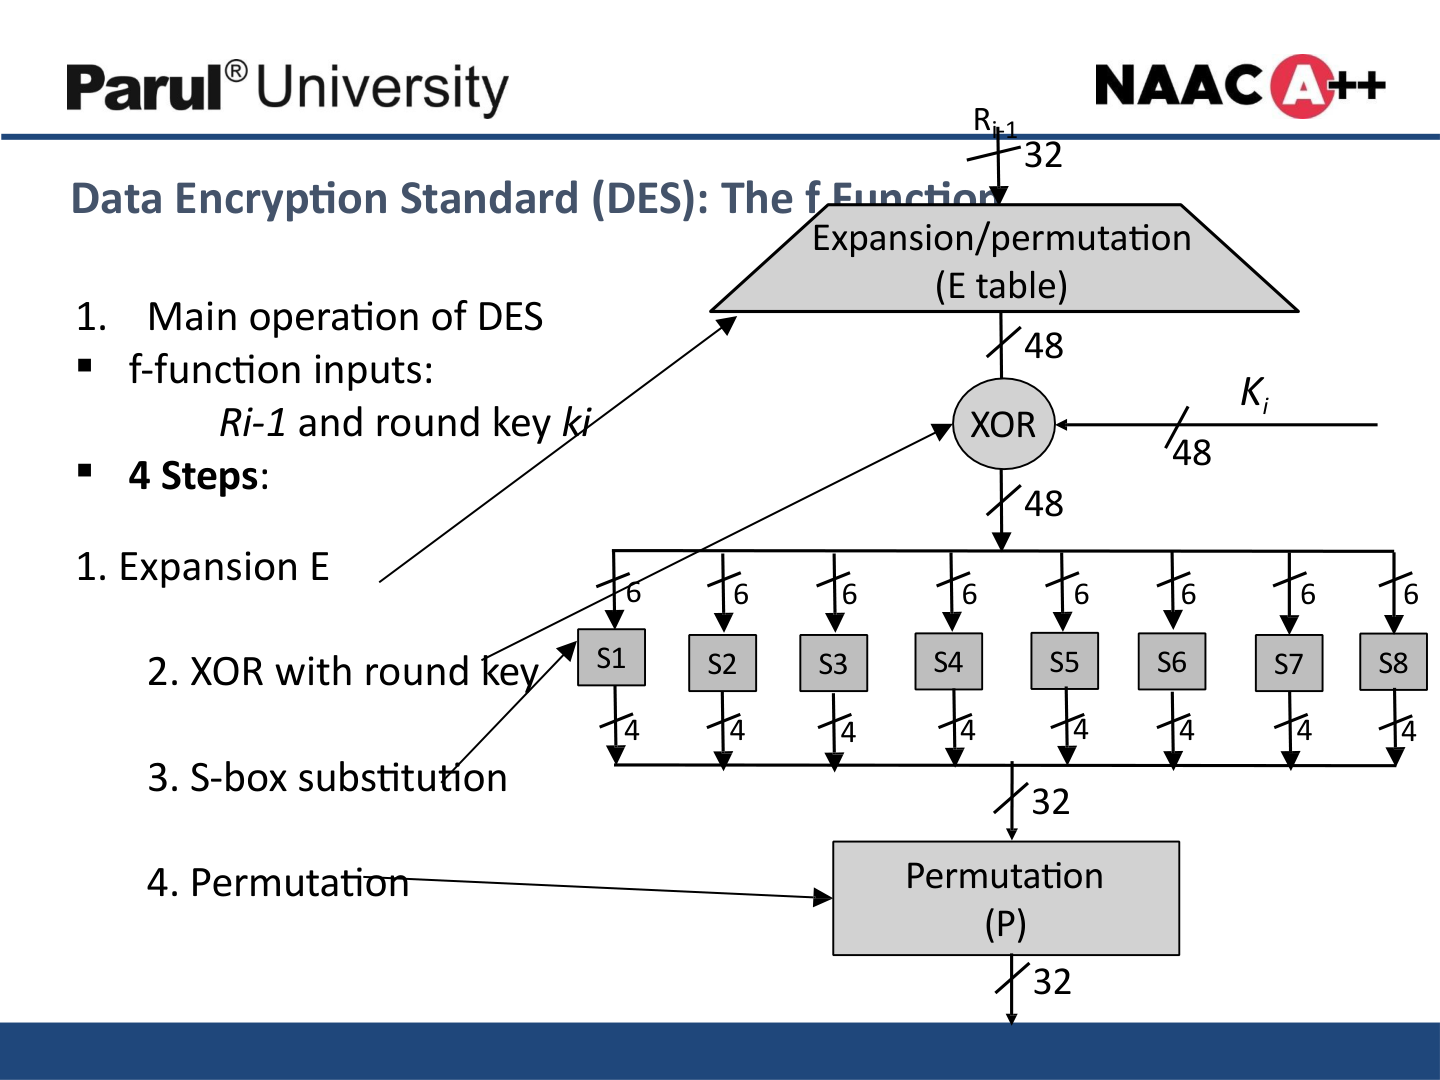 Parul® University
NAAC A++
Data Encryption Standard (DES): The f Function
1. Main operation of DES
▪ f-function inputs:
Ri-1 and round key ki
▪ 4 Steps:
1. Expansion E
2. XOR with round key
3. S-box substitution
4. Permutation
Ri-1
32
Expansion/permutation
(E table)
48
XOR
Ki
48
48
6 6 6 6 6 6 6 6
S1 S2 S3 S4 S5 S6 S7 S8
4 4 4 4 4 4 4 4
32
Permutation
(P)
32